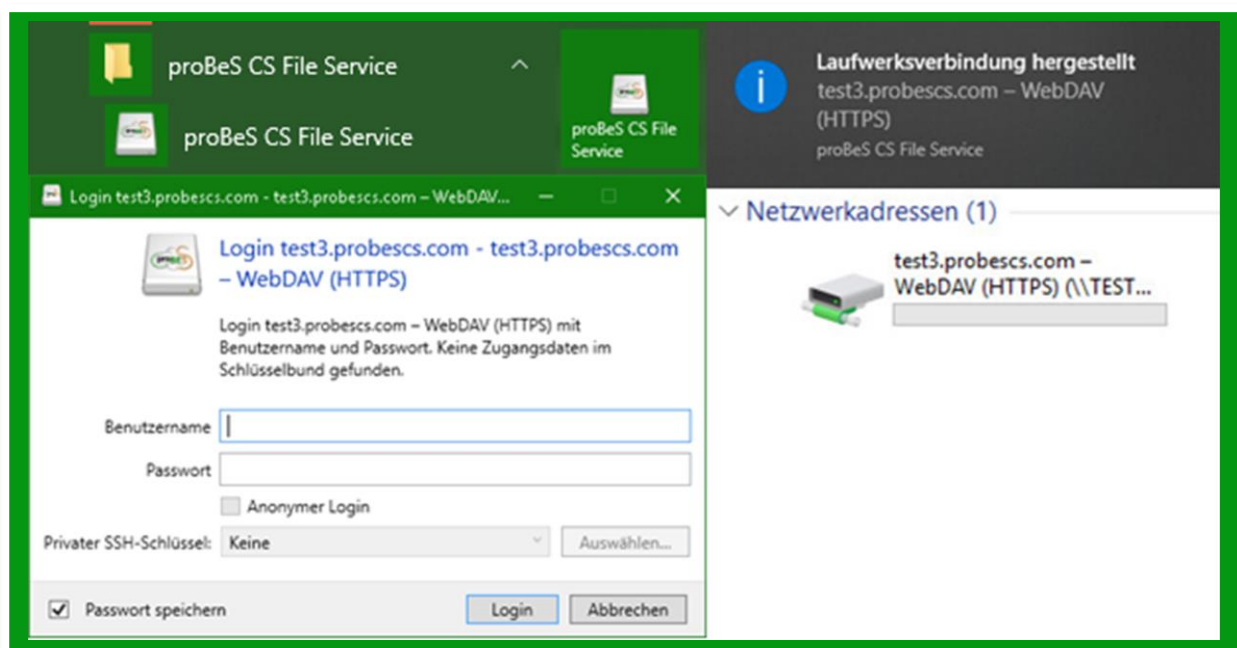 proBeS CS File Service
proBeS CS File Service
proBeS CS File
Service
Laufwerksverbindung hergestellt
test3.probescs.com – WebDAV
(HTTPS)
proBeS CS File Service
Login test3.probescs.com - test3.probescs.com – WebDAV...
Login test3.probescs.com - test3.probescs.com
– WebDAV (HTTPS)
Login test3.probescs.com – WebDAV (HTTPS) mit
Benutzername und Passwort. Keine Zugangsdaten im
Schlüsselbund gefunden.
Benutzername
Passwort
Anonymer Login
Privater SSH-Schlüssel: Keine Auswählen...
Passwort speichern Login Abbrechen
Netzwerkadressen (1)
test3.probescs.com –
WebDAV (HTTPS) (\\TEST...